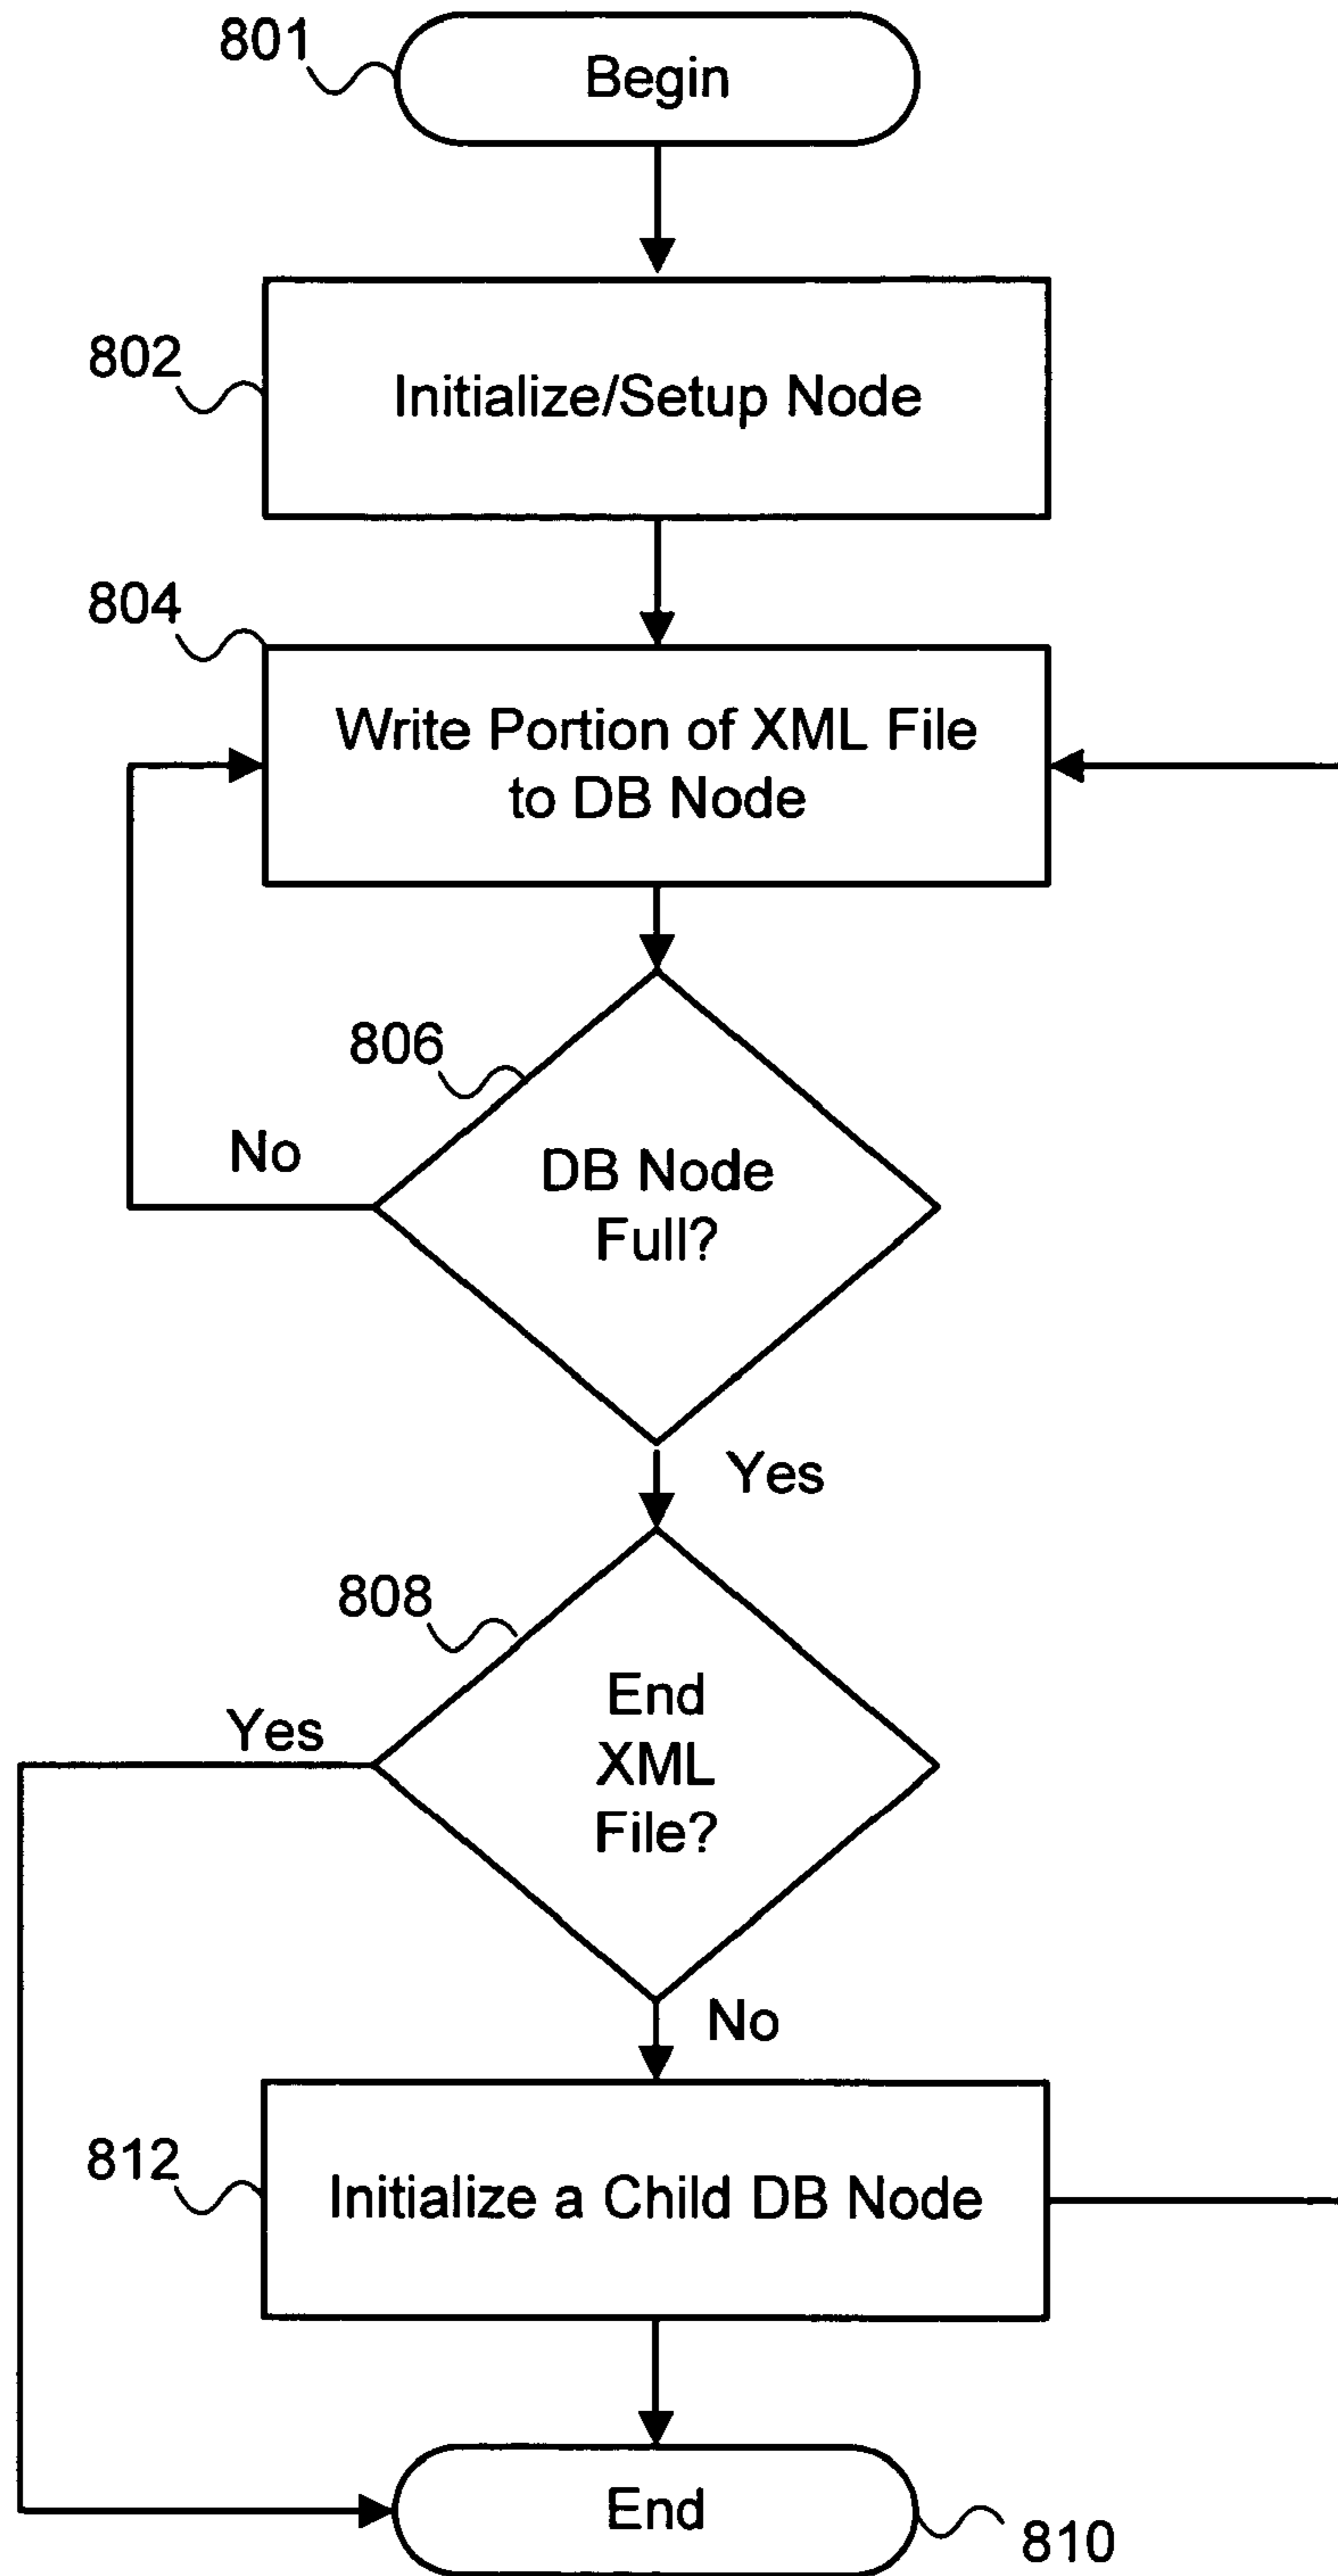 801
Begin
802
Initialize/Setup Node
804
Write Portion of XML File
to DB Node
806
No
DB Node
Full?
Yes
808
Yes
End
XML
File?
No
812
Initialize a Child DB Node
End
810